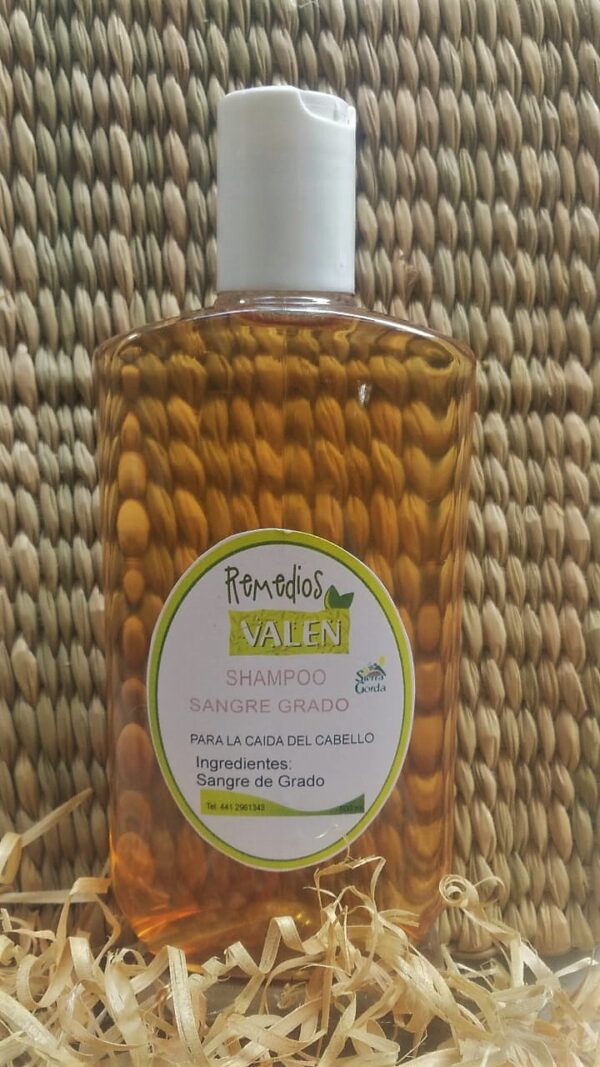 Remedios
VALEN
SHAMPOO
Sierra
Gorda
SANGRE GRADO
PARA LA CAIDA DEL CABELLO
Ingredientes:
Sangre de Grado
Tel. 441 2961343